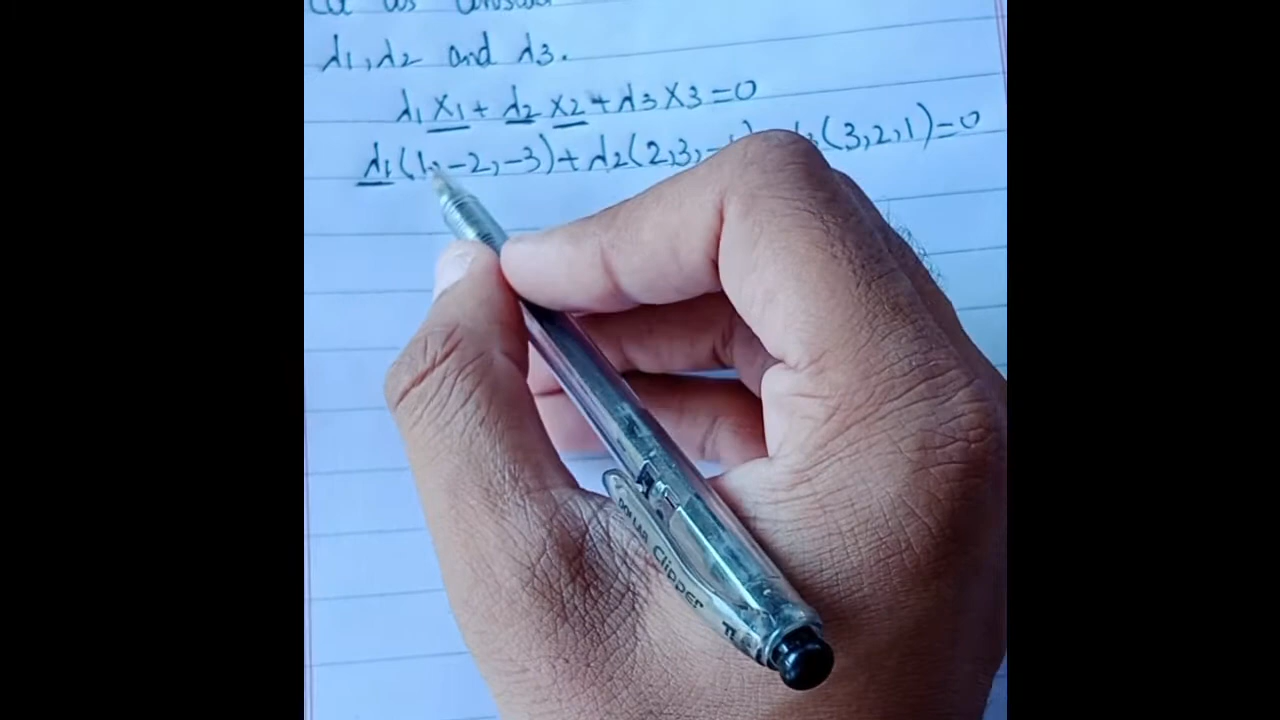 λ1, λ2 and λ3.
λ1 X1 + λ2 X2 + λ3 X3 = 0
λ1(1, -2, -3) + λ2(2, 3, (3, 2, 1) = 0
DOLLAR Clipper